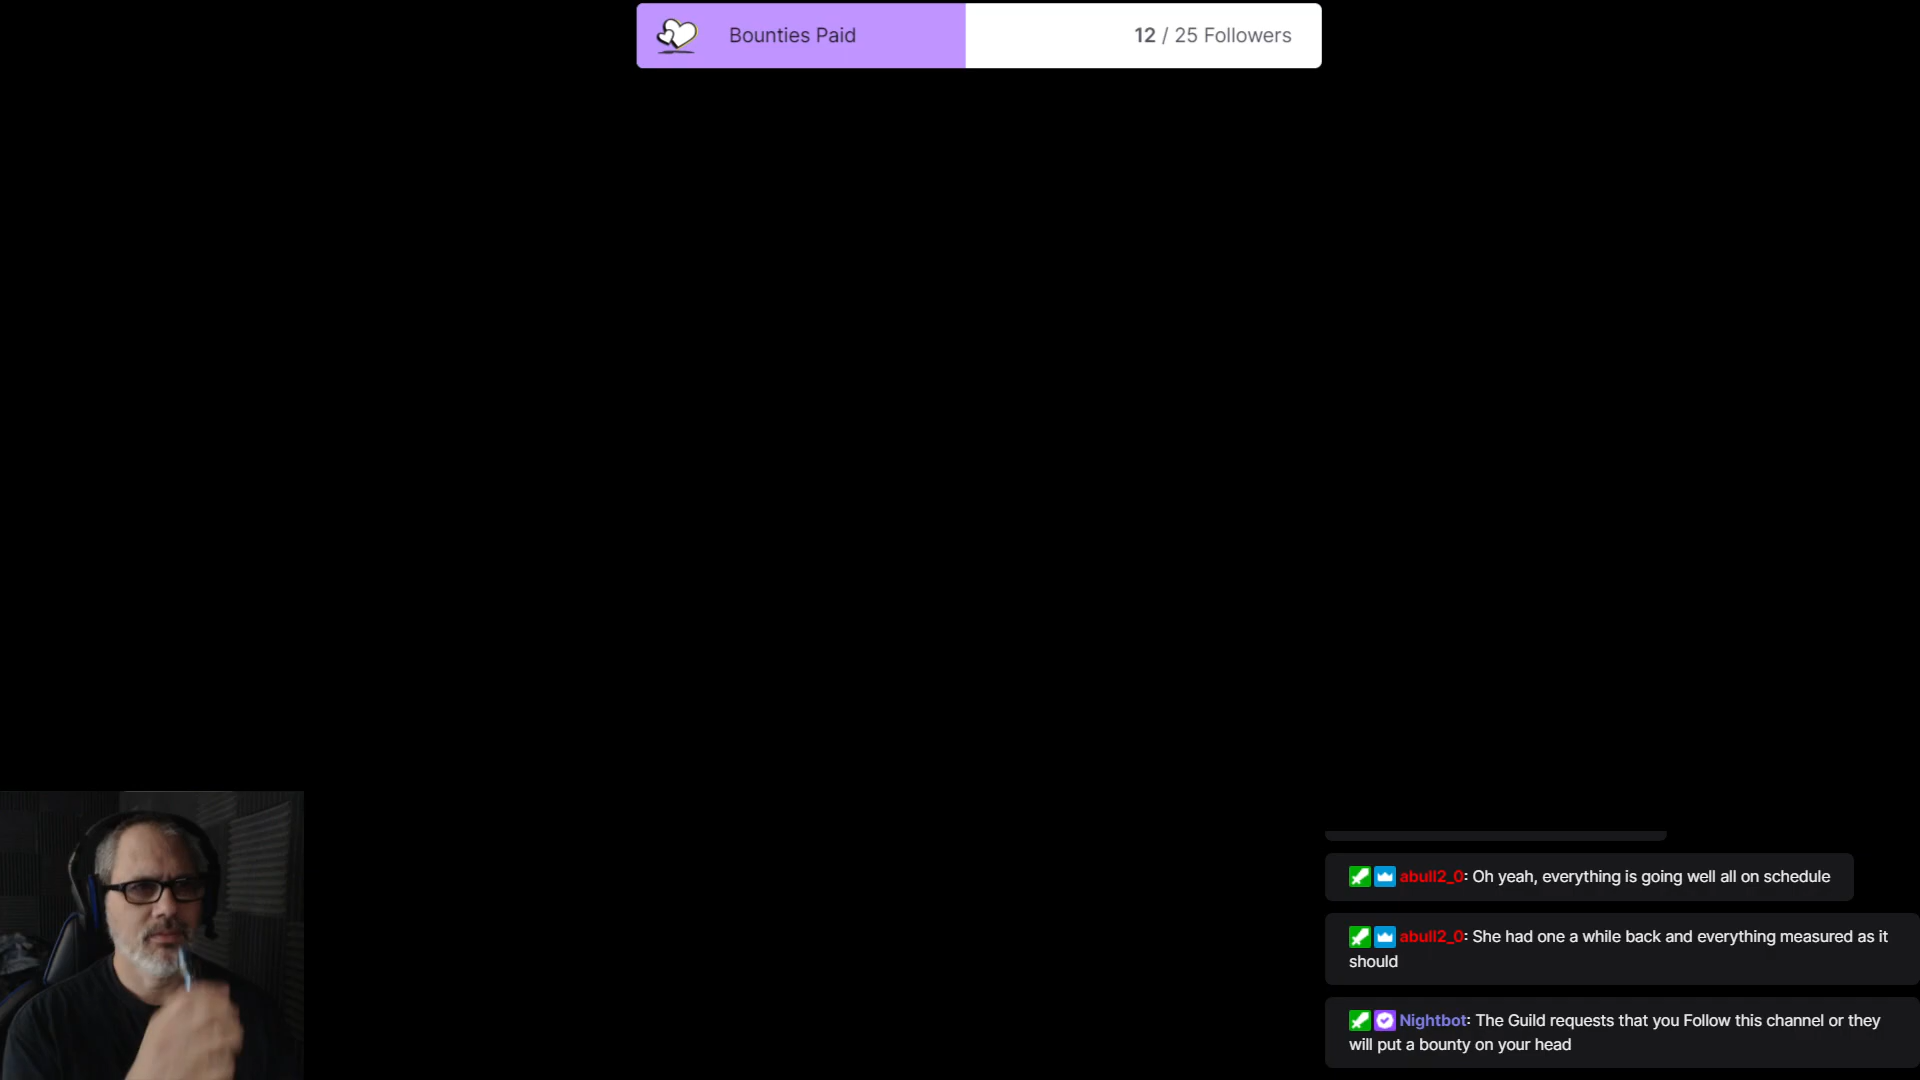 Bounties Paid
12 / 25 Followers
abull2_0: Oh yeah, everything is going well all on schedule
abull2_0: She had one a while back and everything measured as it
should
Nightbot: The Guild requests that you Follow this channel or they
will put a bounty on your head